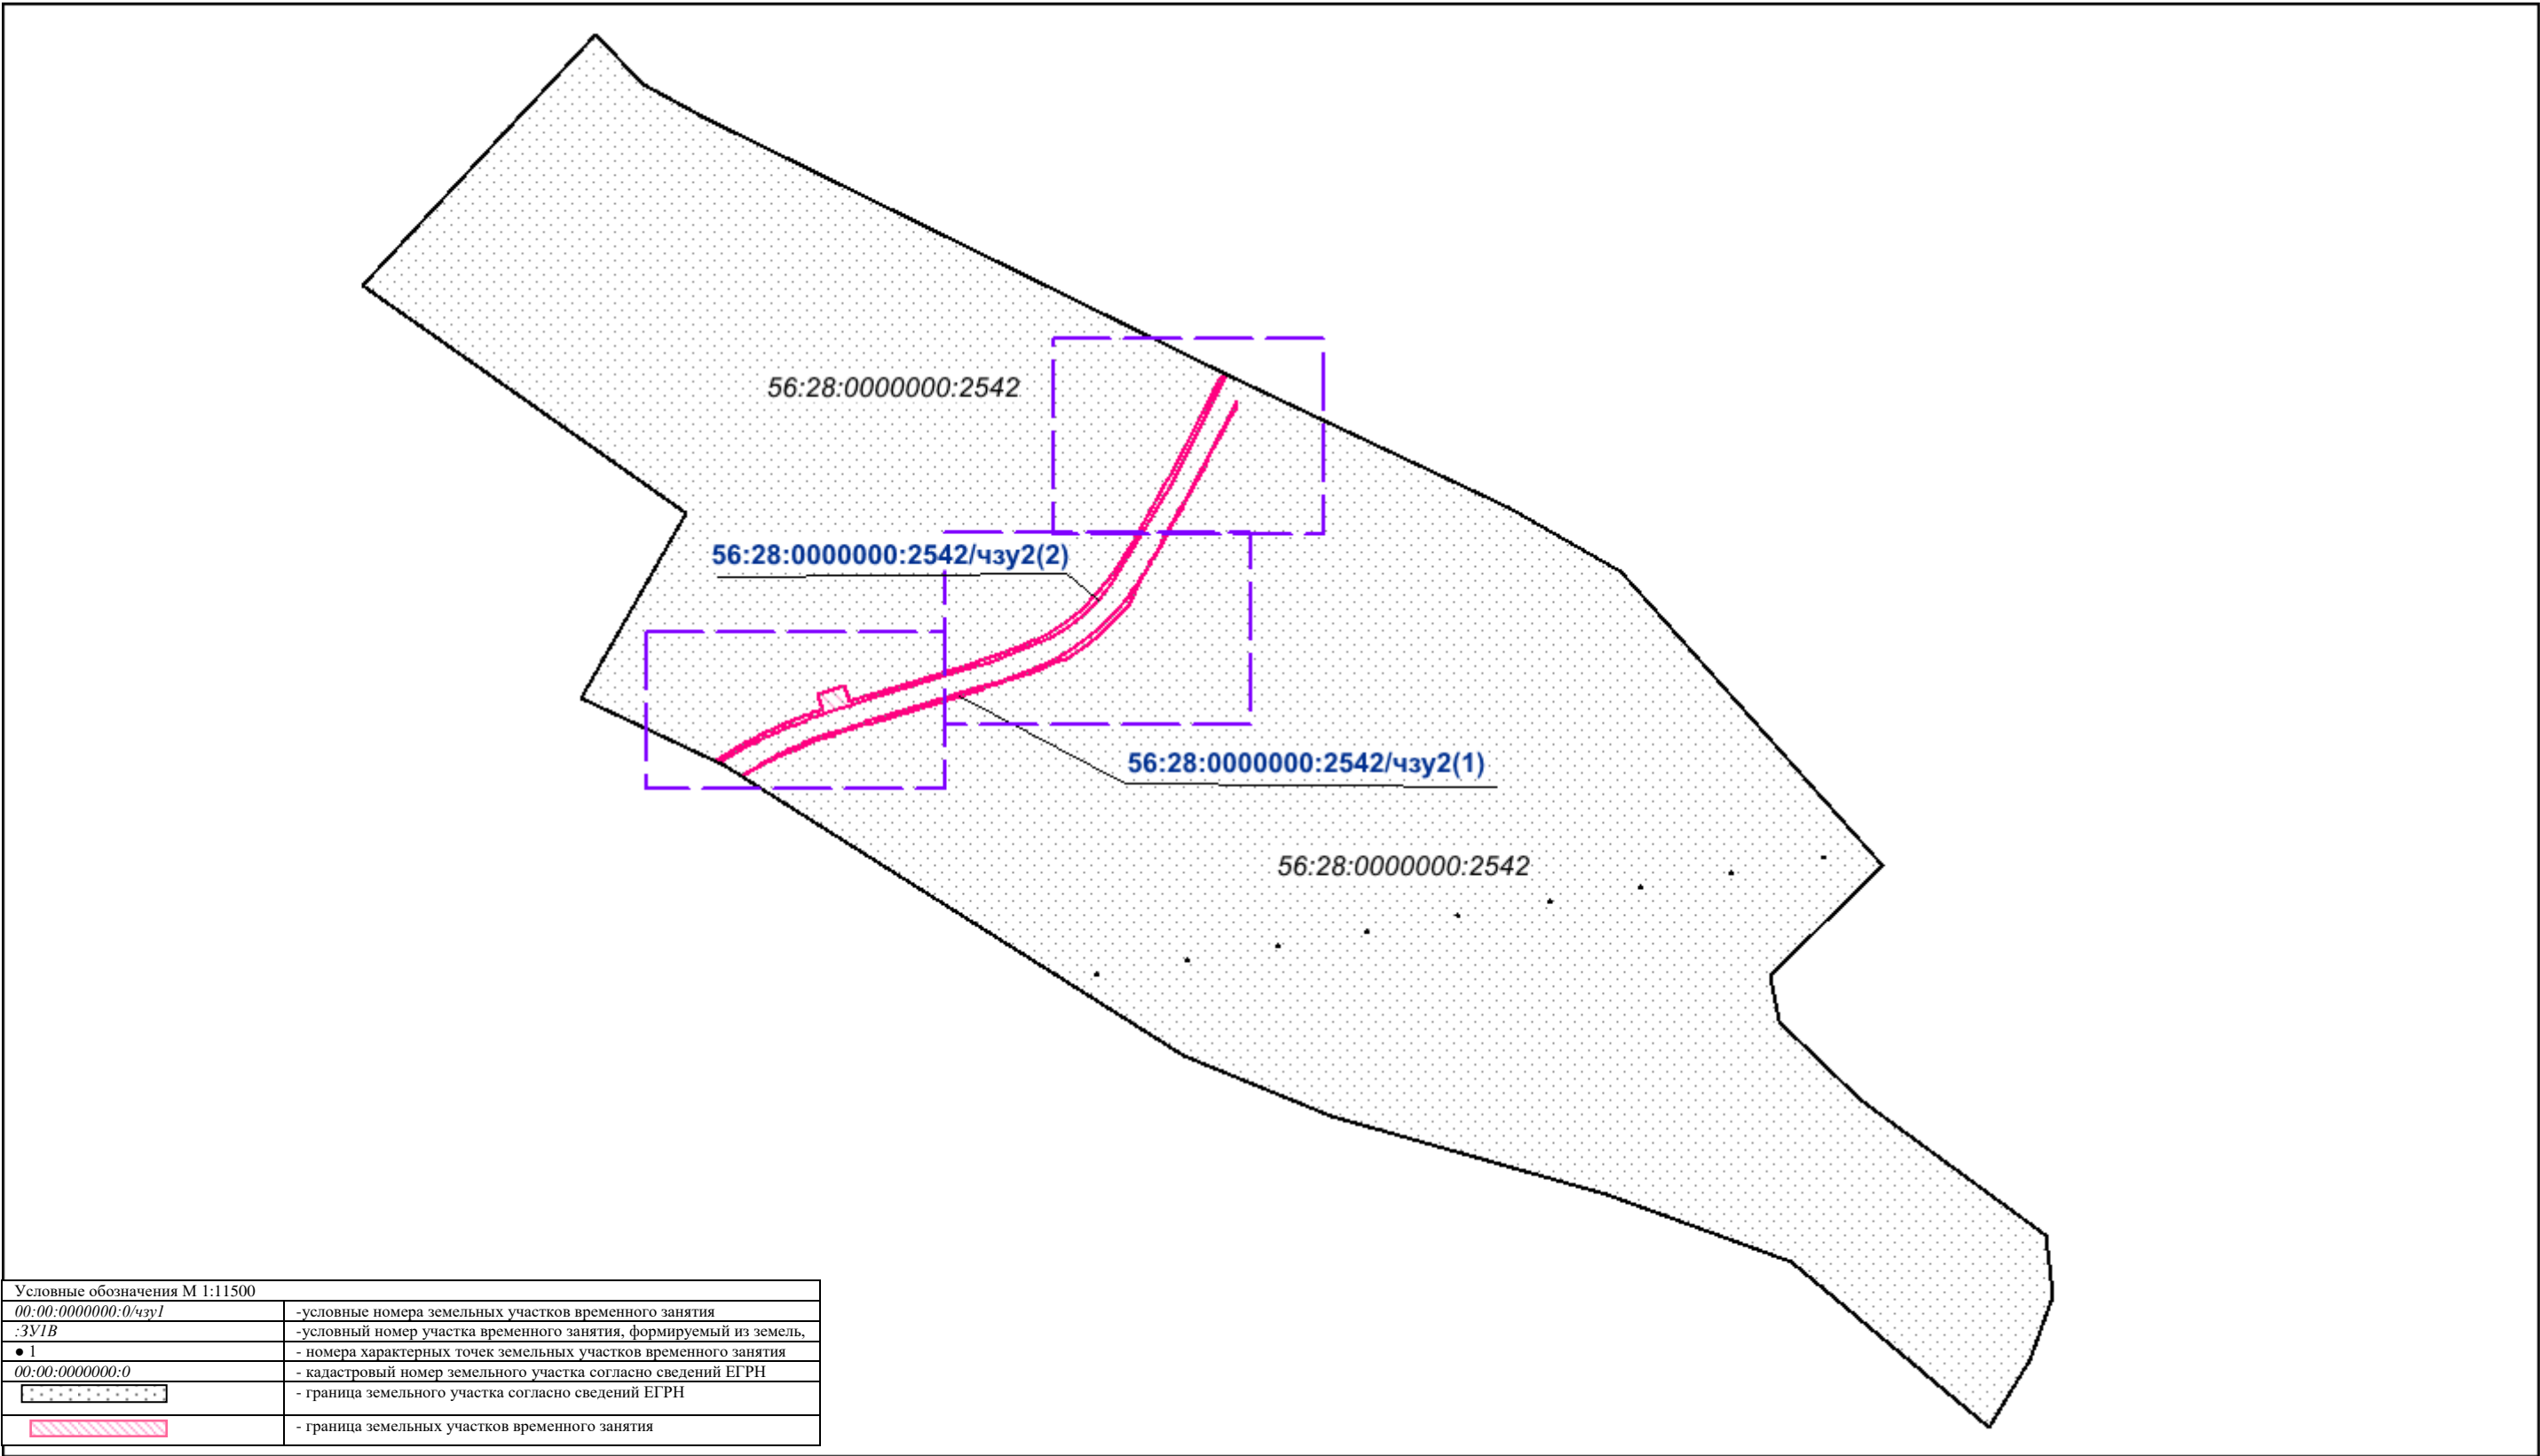 56:28:0000000:2542
56:28:0000000:2542/чзу2(2)
56:28:0000000:2542/чзу2(1)
56:28:0000000:2542
Условные обозначения М 1:11500
00:00:0000000:0/чзу1 -условные номера земельных участков временного занятия
:ЗУ1В -условный номер участка временного занятия, формируемый из земель,
● 1 - номера характерных точек земельных участков временного занятия
00:00:0000000:0 - кадастровый номер земельного участка согласно сведений ЕГРН
- граница земельного участка согласно сведений ЕГРН
- граница земельных участков временного занятия